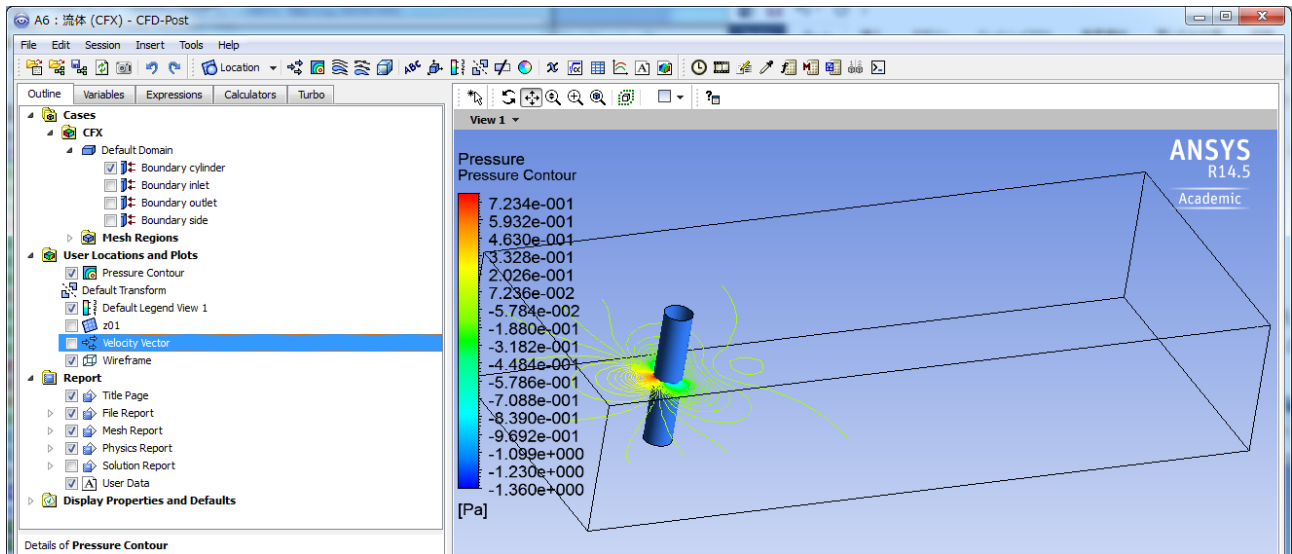 A6 : 流体 (CFX) - CFD-Post
File Edit Session Insert Tools Help
Location
Outline Variables Expressions Calculators Turbo
Cases
CFX
Default Domain
Boundary cylinder
Boundary inlet
Boundary outlet
Boundary side
Mesh Regions
User Locations and Plots
Pressure Contour
Default Transform
Default Legend View 1
z01
Velocity Vector
Wireframe
Report
Title Page
File Report
Mesh Report
Physics Report
Solution Report
User Data
Display Properties and Defaults
Details of Pressure Contour
View 1
Pressure
Pressure Contour
7.234e-001
5.932e-001
4.630e-001
3.328e-001
2.026e-001
7.236e-002
-5.784e-002
-1.880e-001
-3.182e-001
-4.484e-001
-5.786e-001
-7.088e-001
-8.390e-001
-9.692e-001
-1.099e+000
-1.230e+000
-1.360e+000
[Pa]
ANSYS
R14.5
Academic